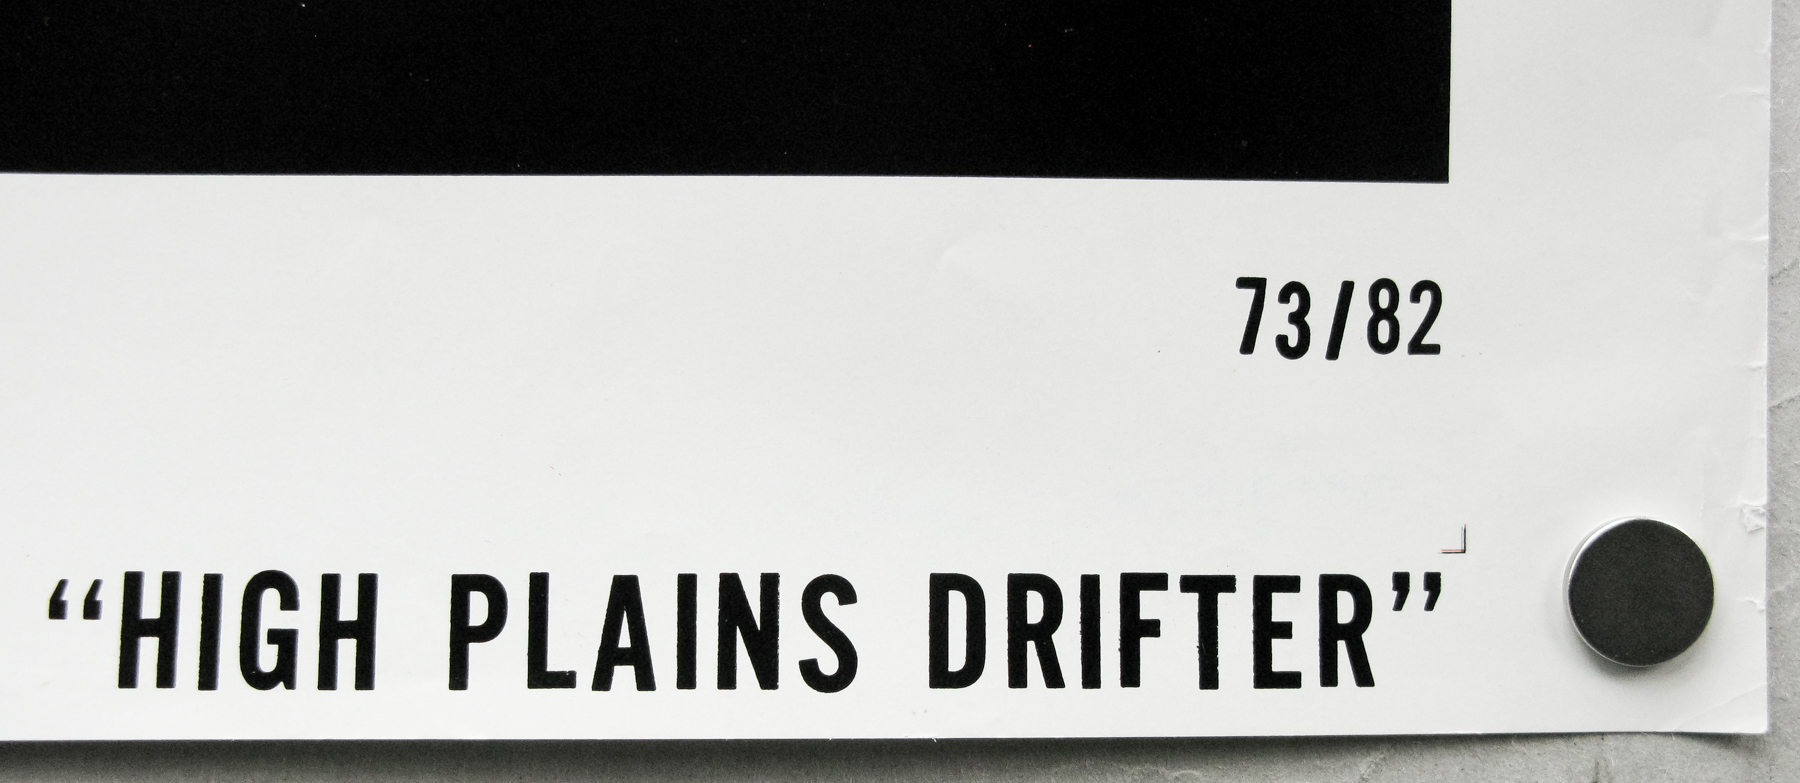 73/82
“HIGH PLAINS DRIFTER”